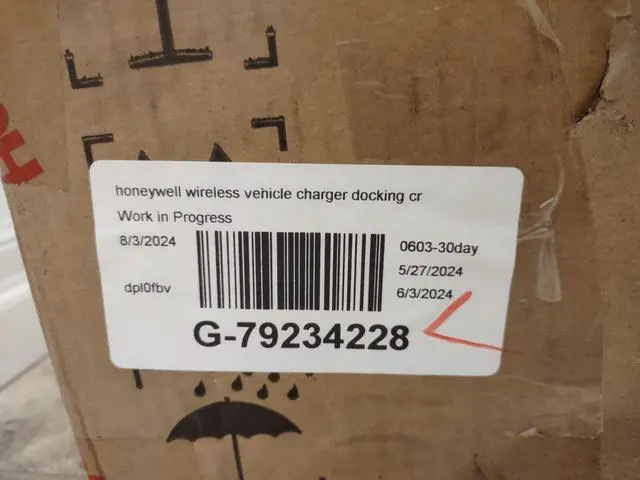 honeywell wireless vehicle charger docking cr
Work in Progress
8/3/2024
0603-30day
5/27/2024
dpl0fbv
6/3/2024
G-79234228